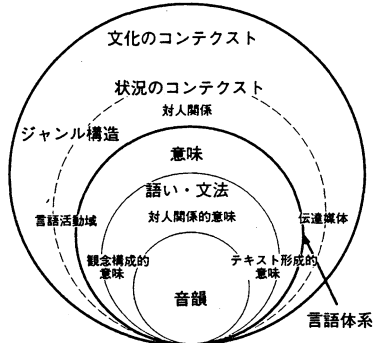 文化のコンテクスト
状況のコンテクスト
対人関係
ジャンル構造
意味
語い・文法
対人関係的意味
言語活動域
伝達媒体
観念構成的
意味
テキスト形成的
意味
音韻
言語体系